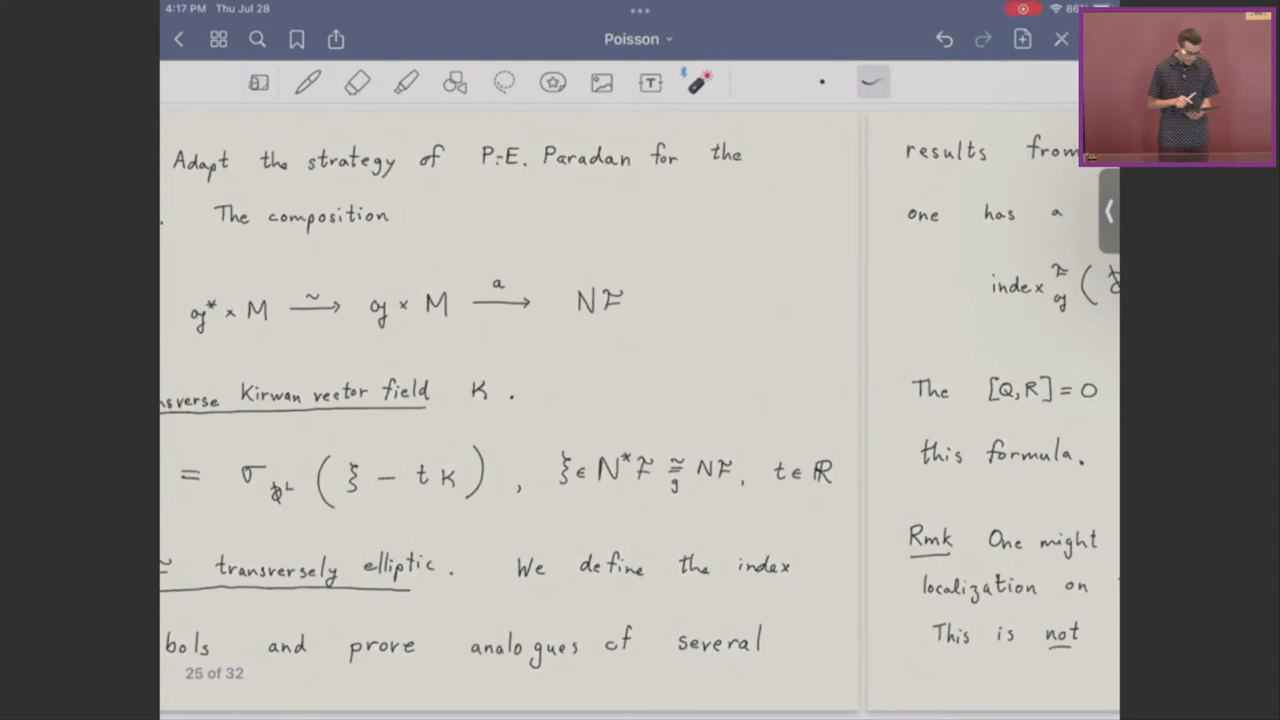 4:17 PM Thu Jul 28
86%
Poisson
Adapt the strategy of P.-E. Paradan for the
The composition
𝔤* × M ≃→ 𝔤 × M a→ Nℱ
nsverse Kirwan vector field K.
= σ ( ξ - t K ) , ξ ∈ N*ℱ ≅ g Nℱ, t ∈ ℝ
transversely elliptic. We define the index
bols and prove analogues of several
25 of 32
results from
one has a
index ℱ 𝔤 (
The [Q,R] = 0
this formula.
Rmk One might
localization on
This is not